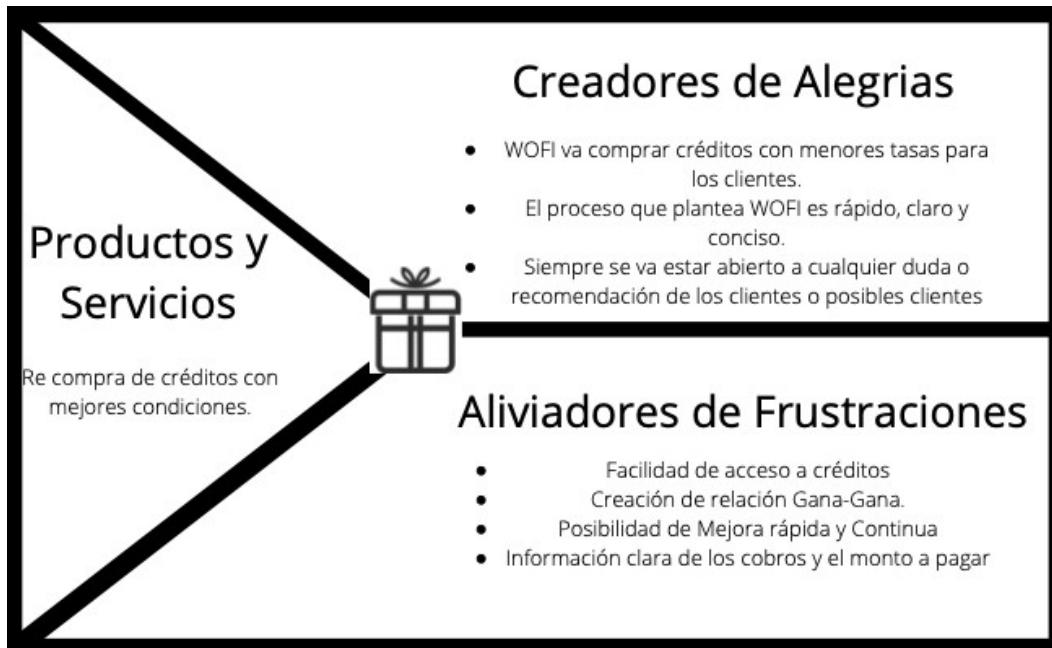 Productos y
Servicios
Re compra de créditos con
mejores condiciones.
Creadores de Alegrias
• WOFI va comprar créditos con menores tasas para
los clientes.
• El proceso que plantea WOFI es rápido, claro y
conciso.
• Siempre se va estar abierto a cualquier duda o
recomendación de los clientes o posibles clientes
Aliviadores de Frustraciones
• Facilidad de acceso a créditos
• Creación de relación Gana-Gana.
• Posibilidad de Mejora rápida y Continua
• Información clara de los cobros y el monto a pagar